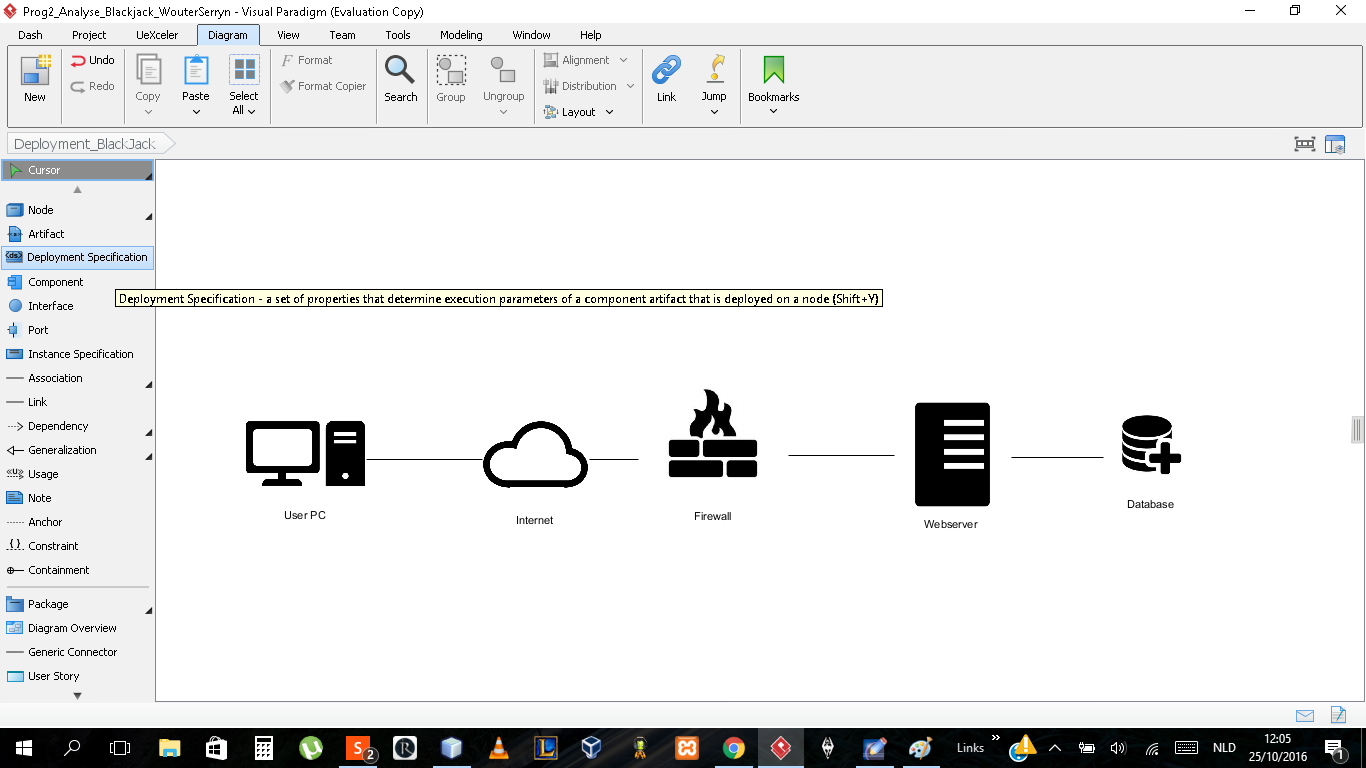 Prog2_Analyse_Blackjack_WouterSerryn - Visual Paradigm (Evaluation Copy)
Dash Project UeXceler Diagram View Team Tools Modeling Window Help
New
Undo
Redo
Copy
Paste
Select All
Format
Format Copier
Search
Group
Ungroup
Alignment
Distribution
Layout
Link
Jump
Bookmarks
Deployment_BlackJack
Cursor
Node
Artifact
<ds>
Deployment Specification
Component
Deployment Specification - a set of properties that determine execution parameters of a component artifact that is deployed on a node (Shift+Y)
Interface
Port
Instance Specification
Association
Link
Dependency
Generalization
Usage
Note
Anchor
Constraint
Containment
Package
Diagram Overview
Generic Connector
User Story
User PC
Internet
Firewall
Webserver
Database
S 2
R
L
Links
NLD
12:05
25/10/2016
1